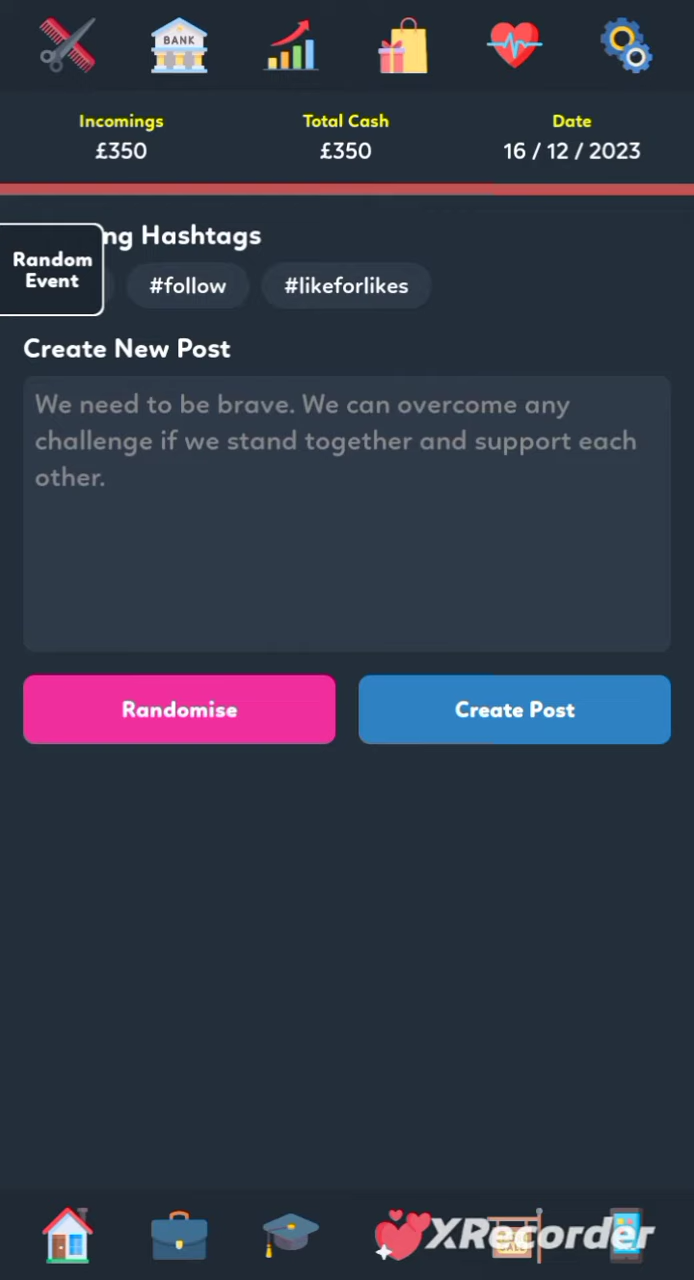 BANK
Incomings
Total Cash
Date
£350
£350
16 / 12 / 2023
ng Hashtags
Random
Event
#follow
#likeforlikes
Create New Post
We need to be brave. We can overcome any
challenge if we stand together and support each
other.
Randomise
Create Post
XRecorder